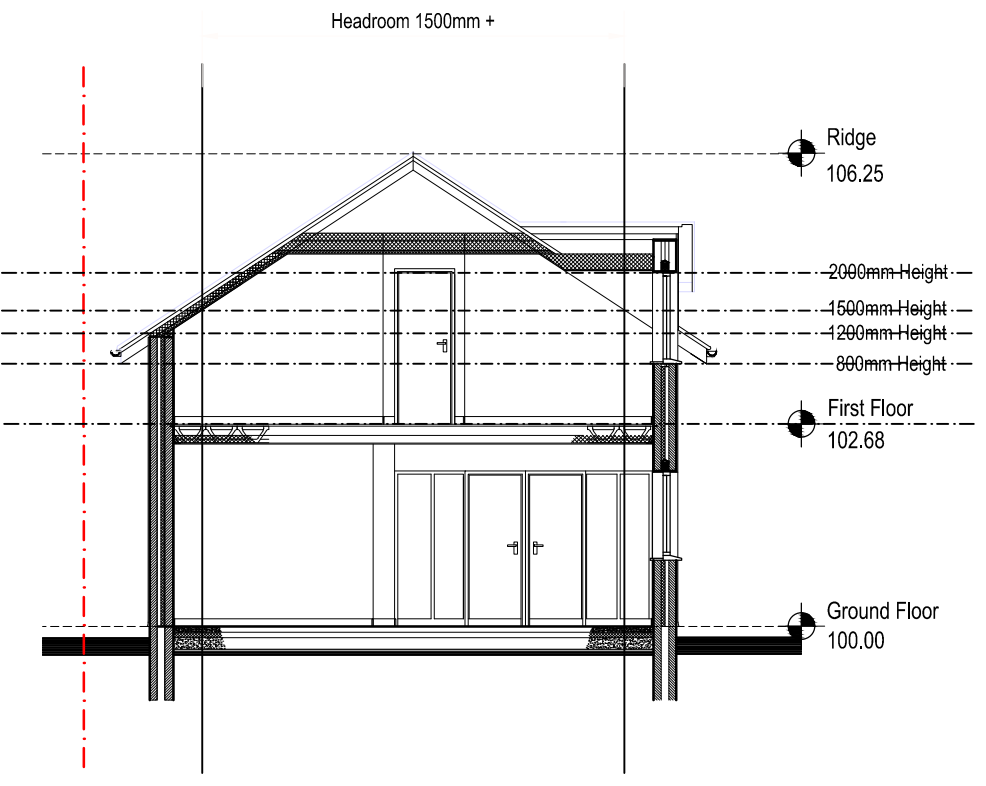 Headroom 1500mm +
Ridge
106.25
2000mm Height
1500mm Height
1200mm Height
800mm Height
First Floor
102.68
Ground Floor
100.00